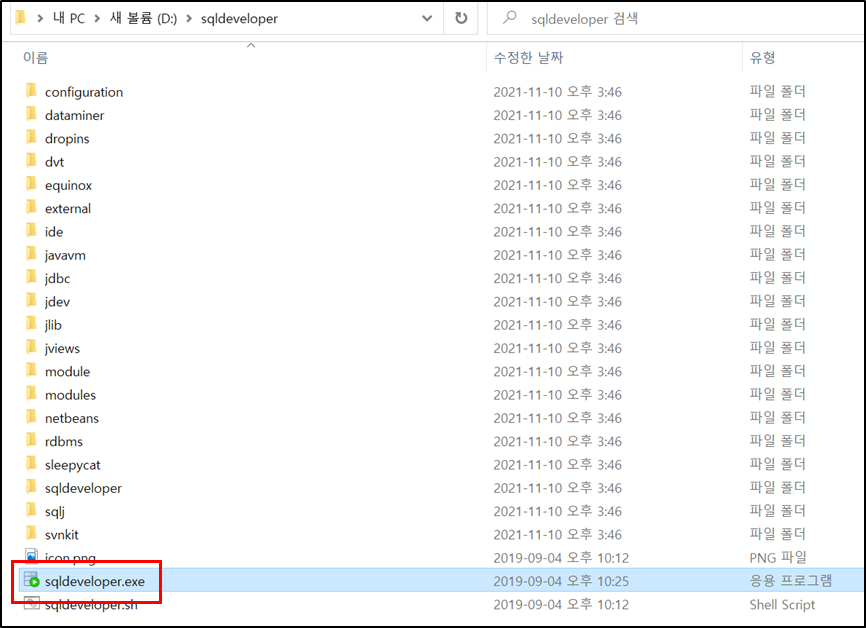 내 PC > 새 볼륨 (D:) > sqldeveloper sqldeveloper 검색
이름 수정한 날짜 유형
configuration 2021-11-10 오후 3:46 파일 폴더
dataminer 2021-11-10 오후 3:46 파일 폴더
dropins 2021-11-10 오후 3:46 파일 폴더
dvt 2021-11-10 오후 3:46 파일 폴더
equinox 2021-11-10 오후 3:46 파일 폴더
external 2021-11-10 오후 3:46 파일 폴더
ide 2021-11-10 오후 3:46 파일 폴더
javavm 2021-11-10 오후 3:46 파일 폴더
jdbc 2021-11-10 오후 3:46 파일 폴더
jdev 2021-11-10 오후 3:46 파일 폴더
jlib 2021-11-10 오후 3:46 파일 폴더
jviews 2021-11-10 오후 3:46 파일 폴더
module 2021-11-10 오후 3:46 파일 폴더
modules 2021-11-10 오후 3:46 파일 폴더
netbeans 2021-11-10 오후 3:46 파일 폴더
rdbms 2021-11-10 오후 3:46 파일 폴더
sleepycat 2021-11-10 오후 3:46 파일 폴더
sqldeveloper 2021-11-10 오후 3:46 파일 폴더
sqlj 2021-11-10 오후 3:46 파일 폴더
svnkit 2021-11-10 오후 3:46 파일 폴더
icon.png 2019-09-04 오후 10:12 PNG 파일
sqldeveloper.exe 2019-09-04 오후 10:25 응용 프로그램
sqldeveloper.sh 2019-09-04 오후 10:12 Shell Script